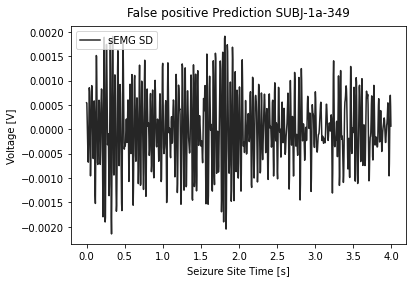 False positive Prediction SUBJ-1a-349
sEMG SD
Voltage [V]
0.0020
0.0015
0.0010
0.0005
0.0000
−0.0005
−0.0010
−0.0015
−0.0020
0.0 0.5 1.0 1.5 2.0 2.5 3.0 3.5 4.0
Seizure Site Time [s]